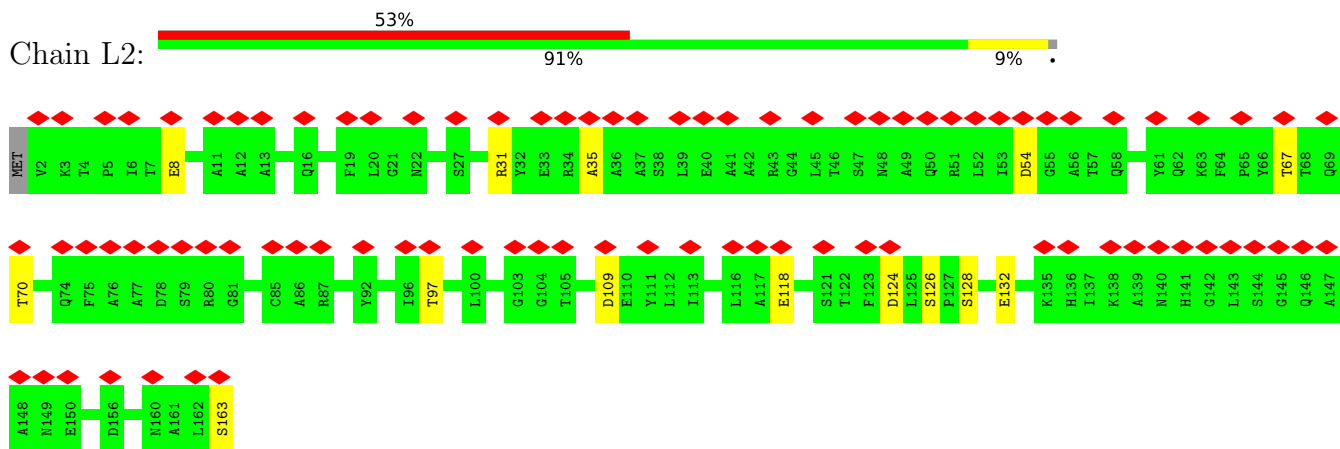 53%
Chain L2:
91% 9% •
MET V2 K3 T4 P5 I6 T7 E8 A11 A12 A13 Q16 F19 L20 G21 N22 S27 R31 Y32 E33 R34 A35 A36 A37 S38 L39 E40 A41 A42 R43 G44 L45 T46 S47 N48 A49 Q50 R51 L52 I53 D54 G55 A56 T57 Q58 Y61 Q62 K63 F64 P65 Y66 T67 T68 Q69
T70 Q74 F75 A76 A77 D78 S79 R80 G81 C85 A86 R87 Y92 I96 T97 L100 G103 G104 T105 D109 E110 Y111 L112 I113 L116 A117 E118 S121 T122 F123 D124 L125 S126 P127 S128 E132 K135 H136 I137 K138 A139 N140 H141 G142 L143 S144 G145 Q146 A147
A148 N149 E150 D156 N160 A161 L162 S163